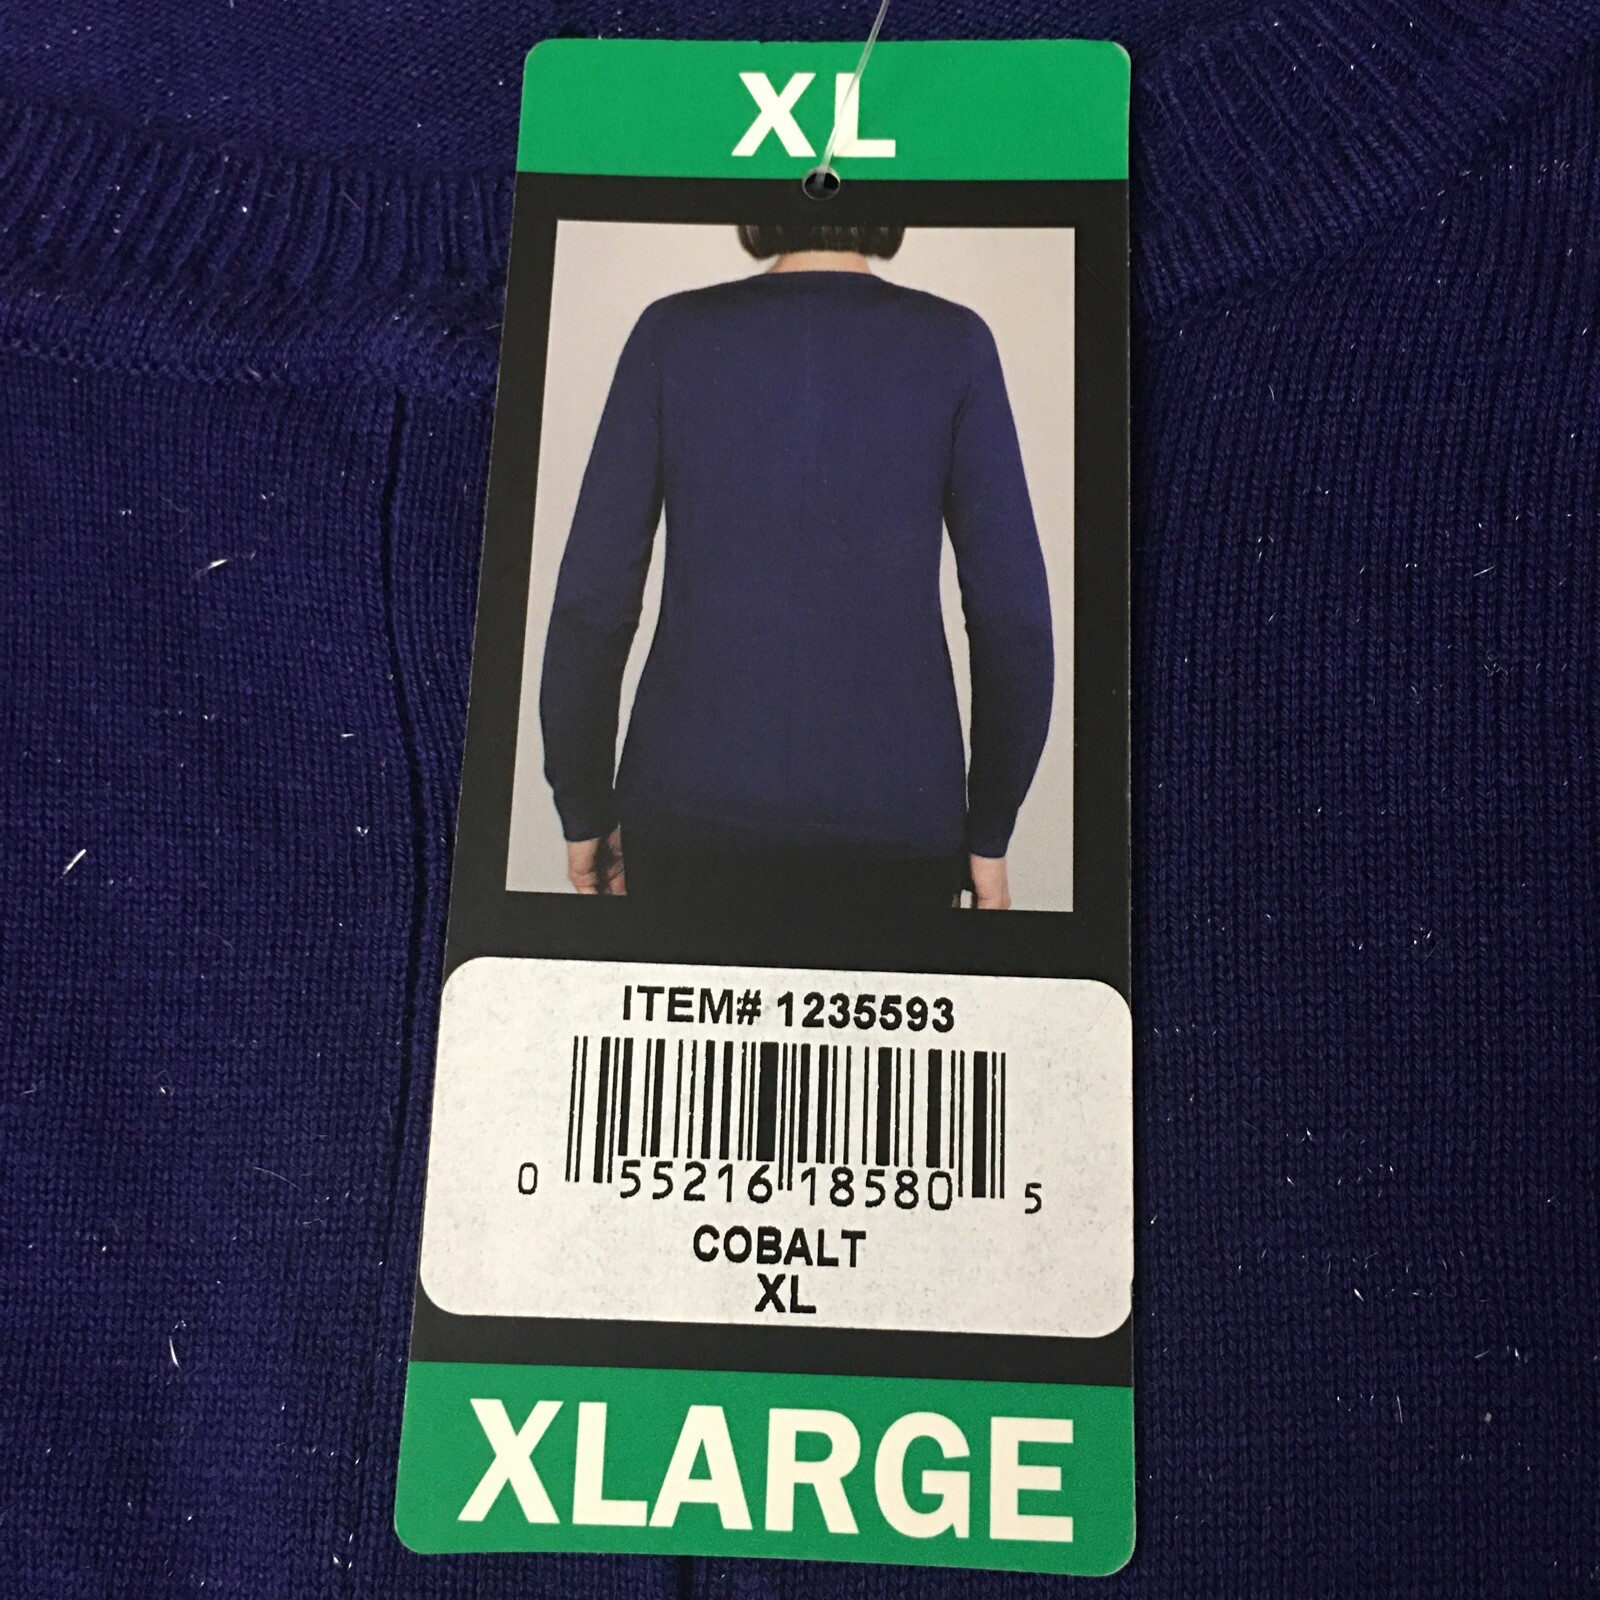 XL
ITEM# 1235593
0 55216 18580 5
COBALT
XL
XLARGE